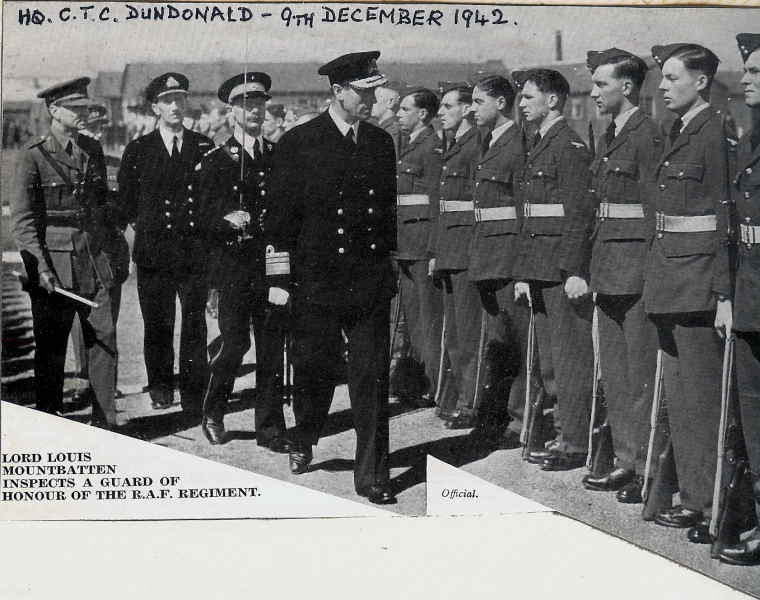 HQ. C.T.C. DUNDONALD - 9TH DECEMBER 1942.
LORD LOUIS
MOUNTBATTEN
INSPECTS A GUARD OF
HONOUR OF THE R.A.F. REGIMENT.
Official.